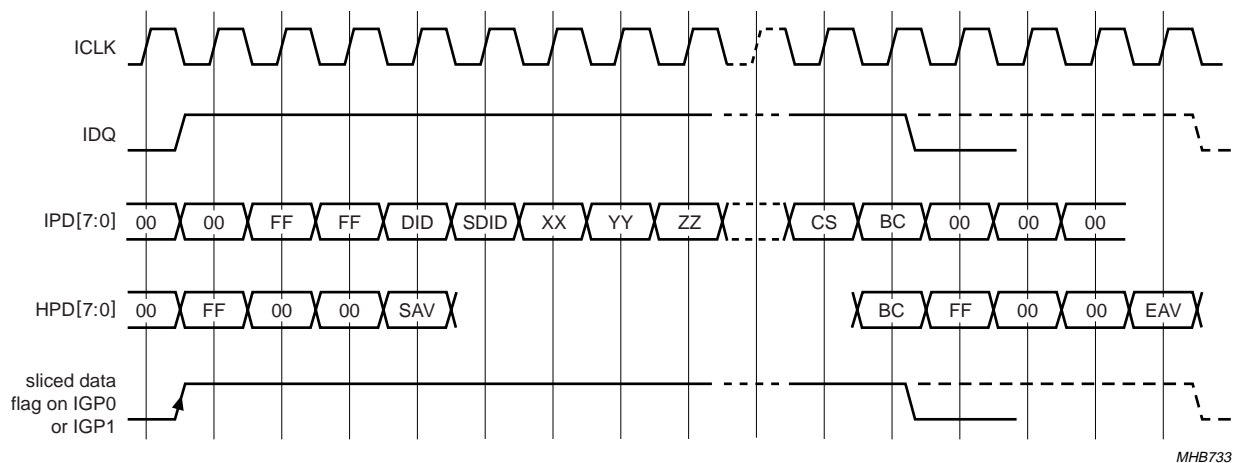 ICLK
IDQ
IPD[7:0] 00 00 FF FF DID SDID XX YY ZZ CS BC 00 00 00
HPD[7:0] 00 FF 00 00 SAV BC FF 00 00 EAV
sliced data
flag on IGP0
or IGP1
MHB733